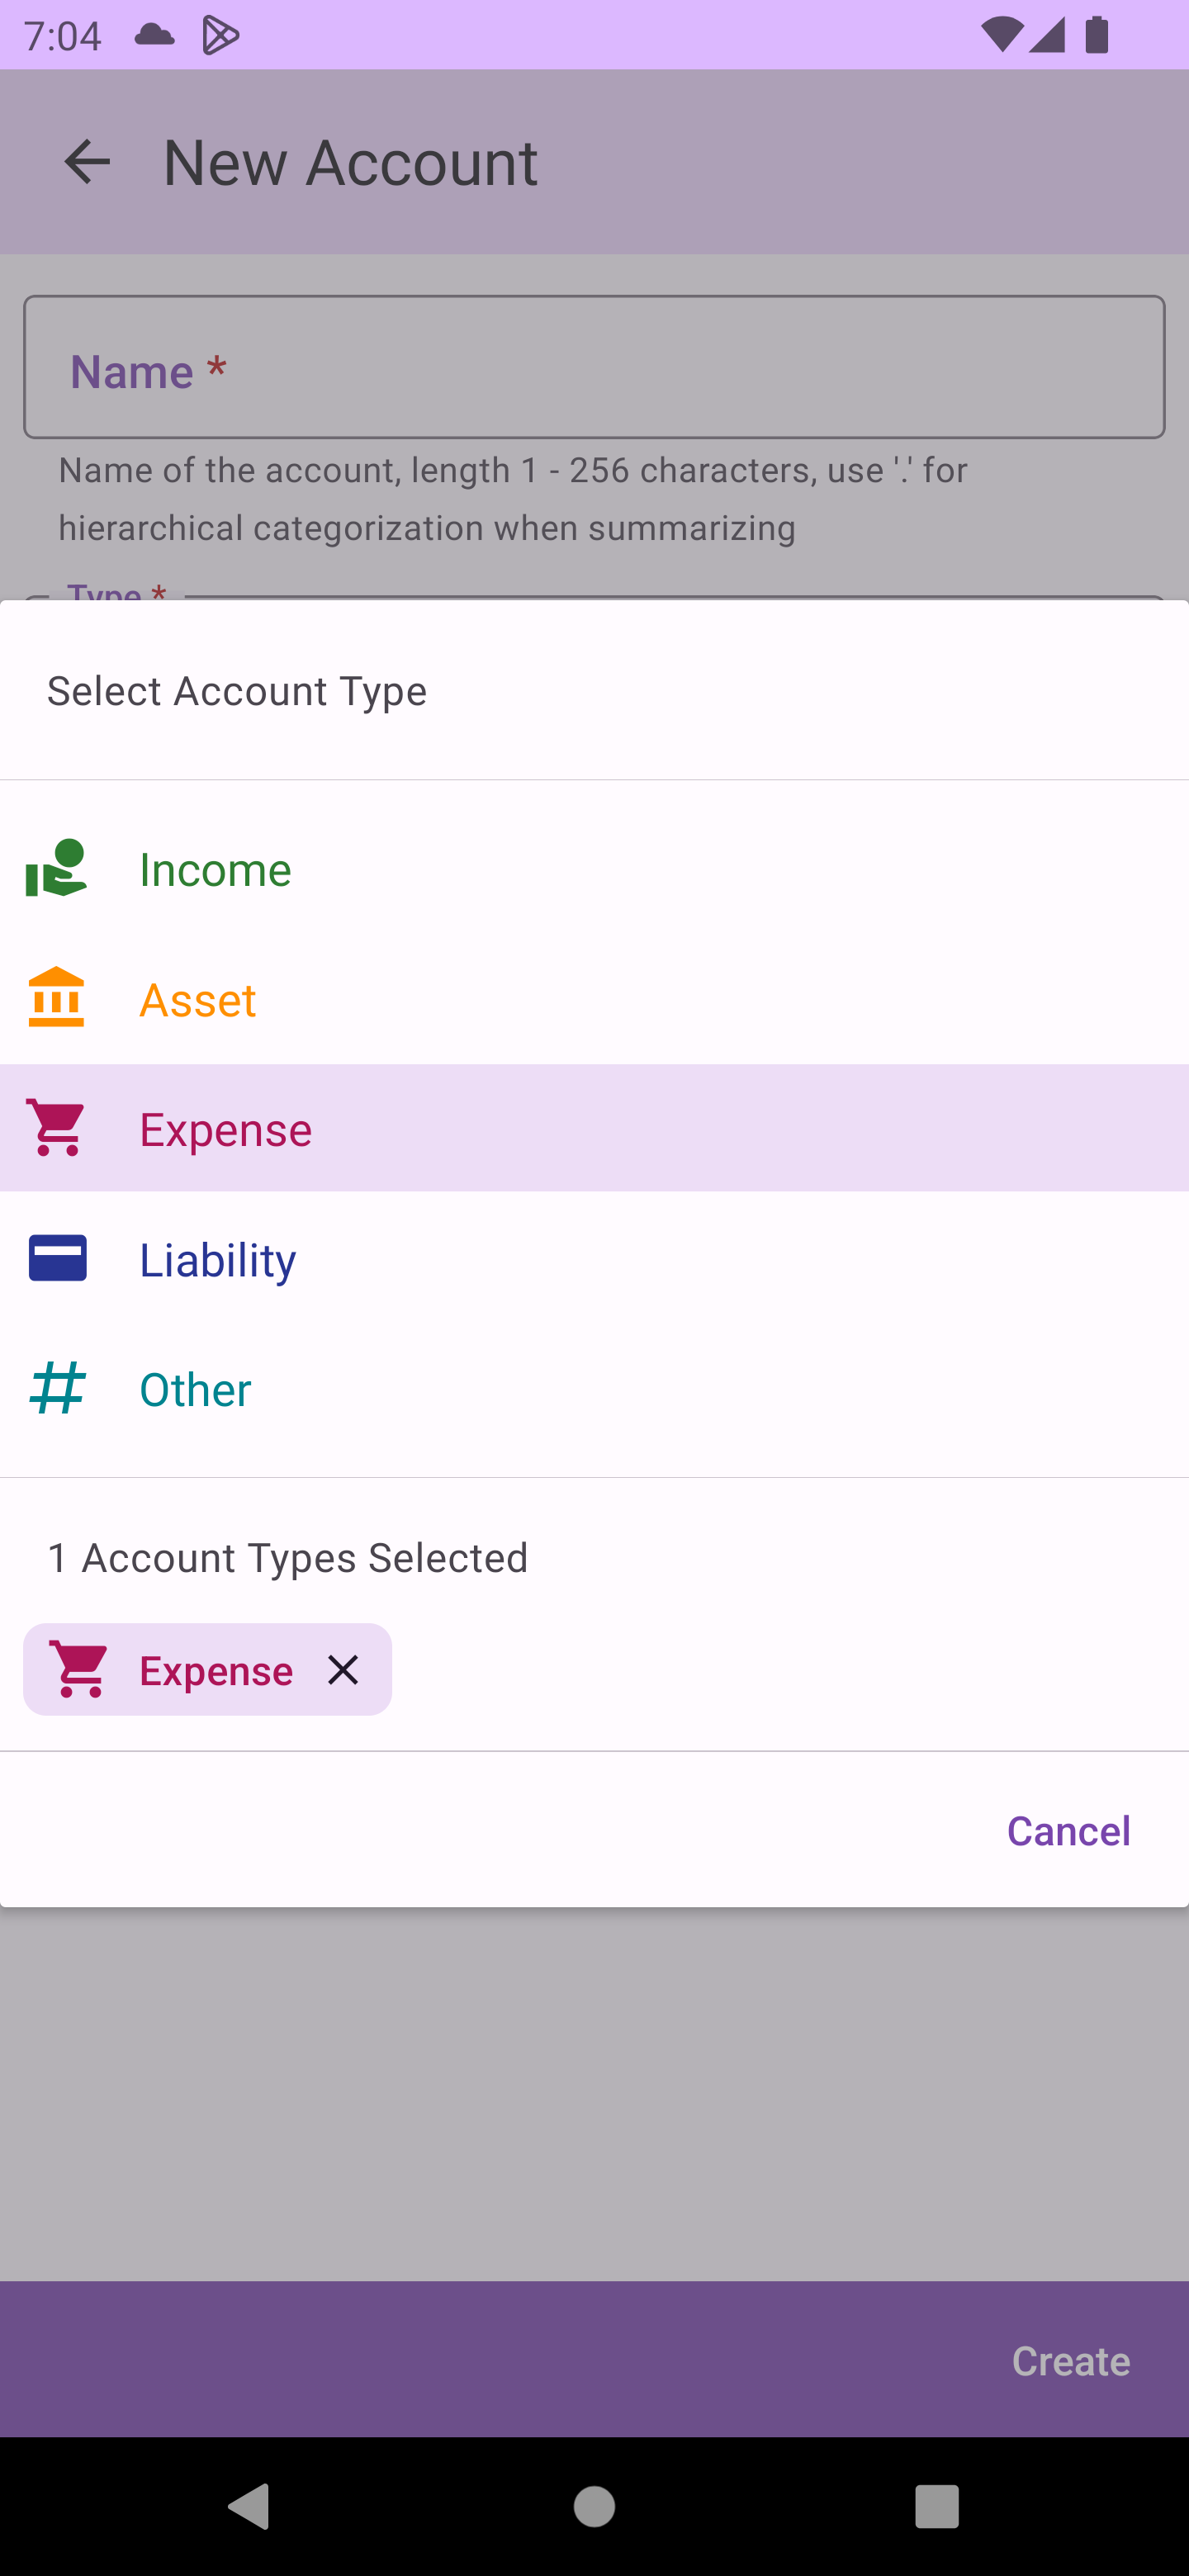 7:04
New Account
Name *
Name of the account, length 1 - 256 characters, use '.' for
hierarchical categorization when summarizing
Type *
Select Account Type
Income
Asset
Expense
Liability
Other
1 Account Types Selected
Expense
Cancel
Create